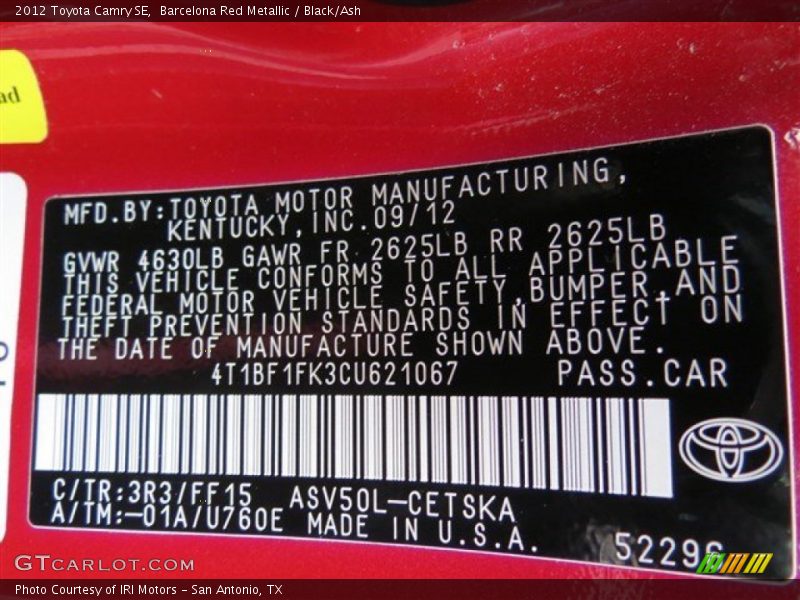 2012 Toyota Camry SE,  Barcelona Red Metallic / Black/Ash
ad
MFD.BY:TOYOTA MOTOR MANUFACTURING,
KENTUCKY,INC.09/12
GVWR 4630LB GAWR FR 2625LB RR 2625LB
THIS VEHICLE CONFORMS TO ALL APPLICABLE
FEDERAL MOTOR VEHICLE SAFETY,BUMPER,AND
THEFT PREVENTION STANDARDS IN EFFECT ON
THE DATE OF MANUFACTURE SHOWN ABOVE.
4T1BF1FK3CU621067 PASS.CAR
C/TR:3R3/FF15 ASV50L-CETSKA
A/TM:-01A/U760E MADE IN U.S.A.
5229
GTCARLOT.COM
Photo Courtesy of IRI Motors - San Antonio, TX